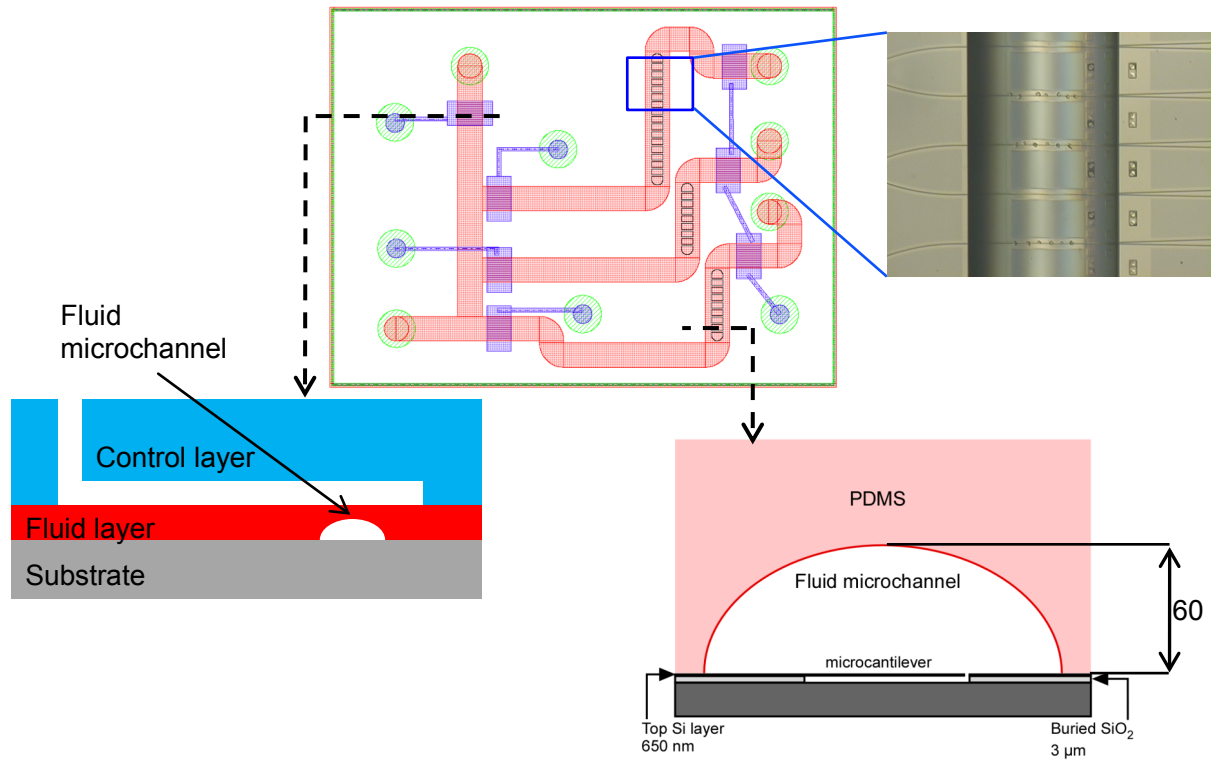 Fluid
microchannel
Control layer
Fluid layer
Substrate
PDMS
Fluid microchannel
60
microcantilever
Top Si layer
650 nm
Buried SiO₂
3 µm